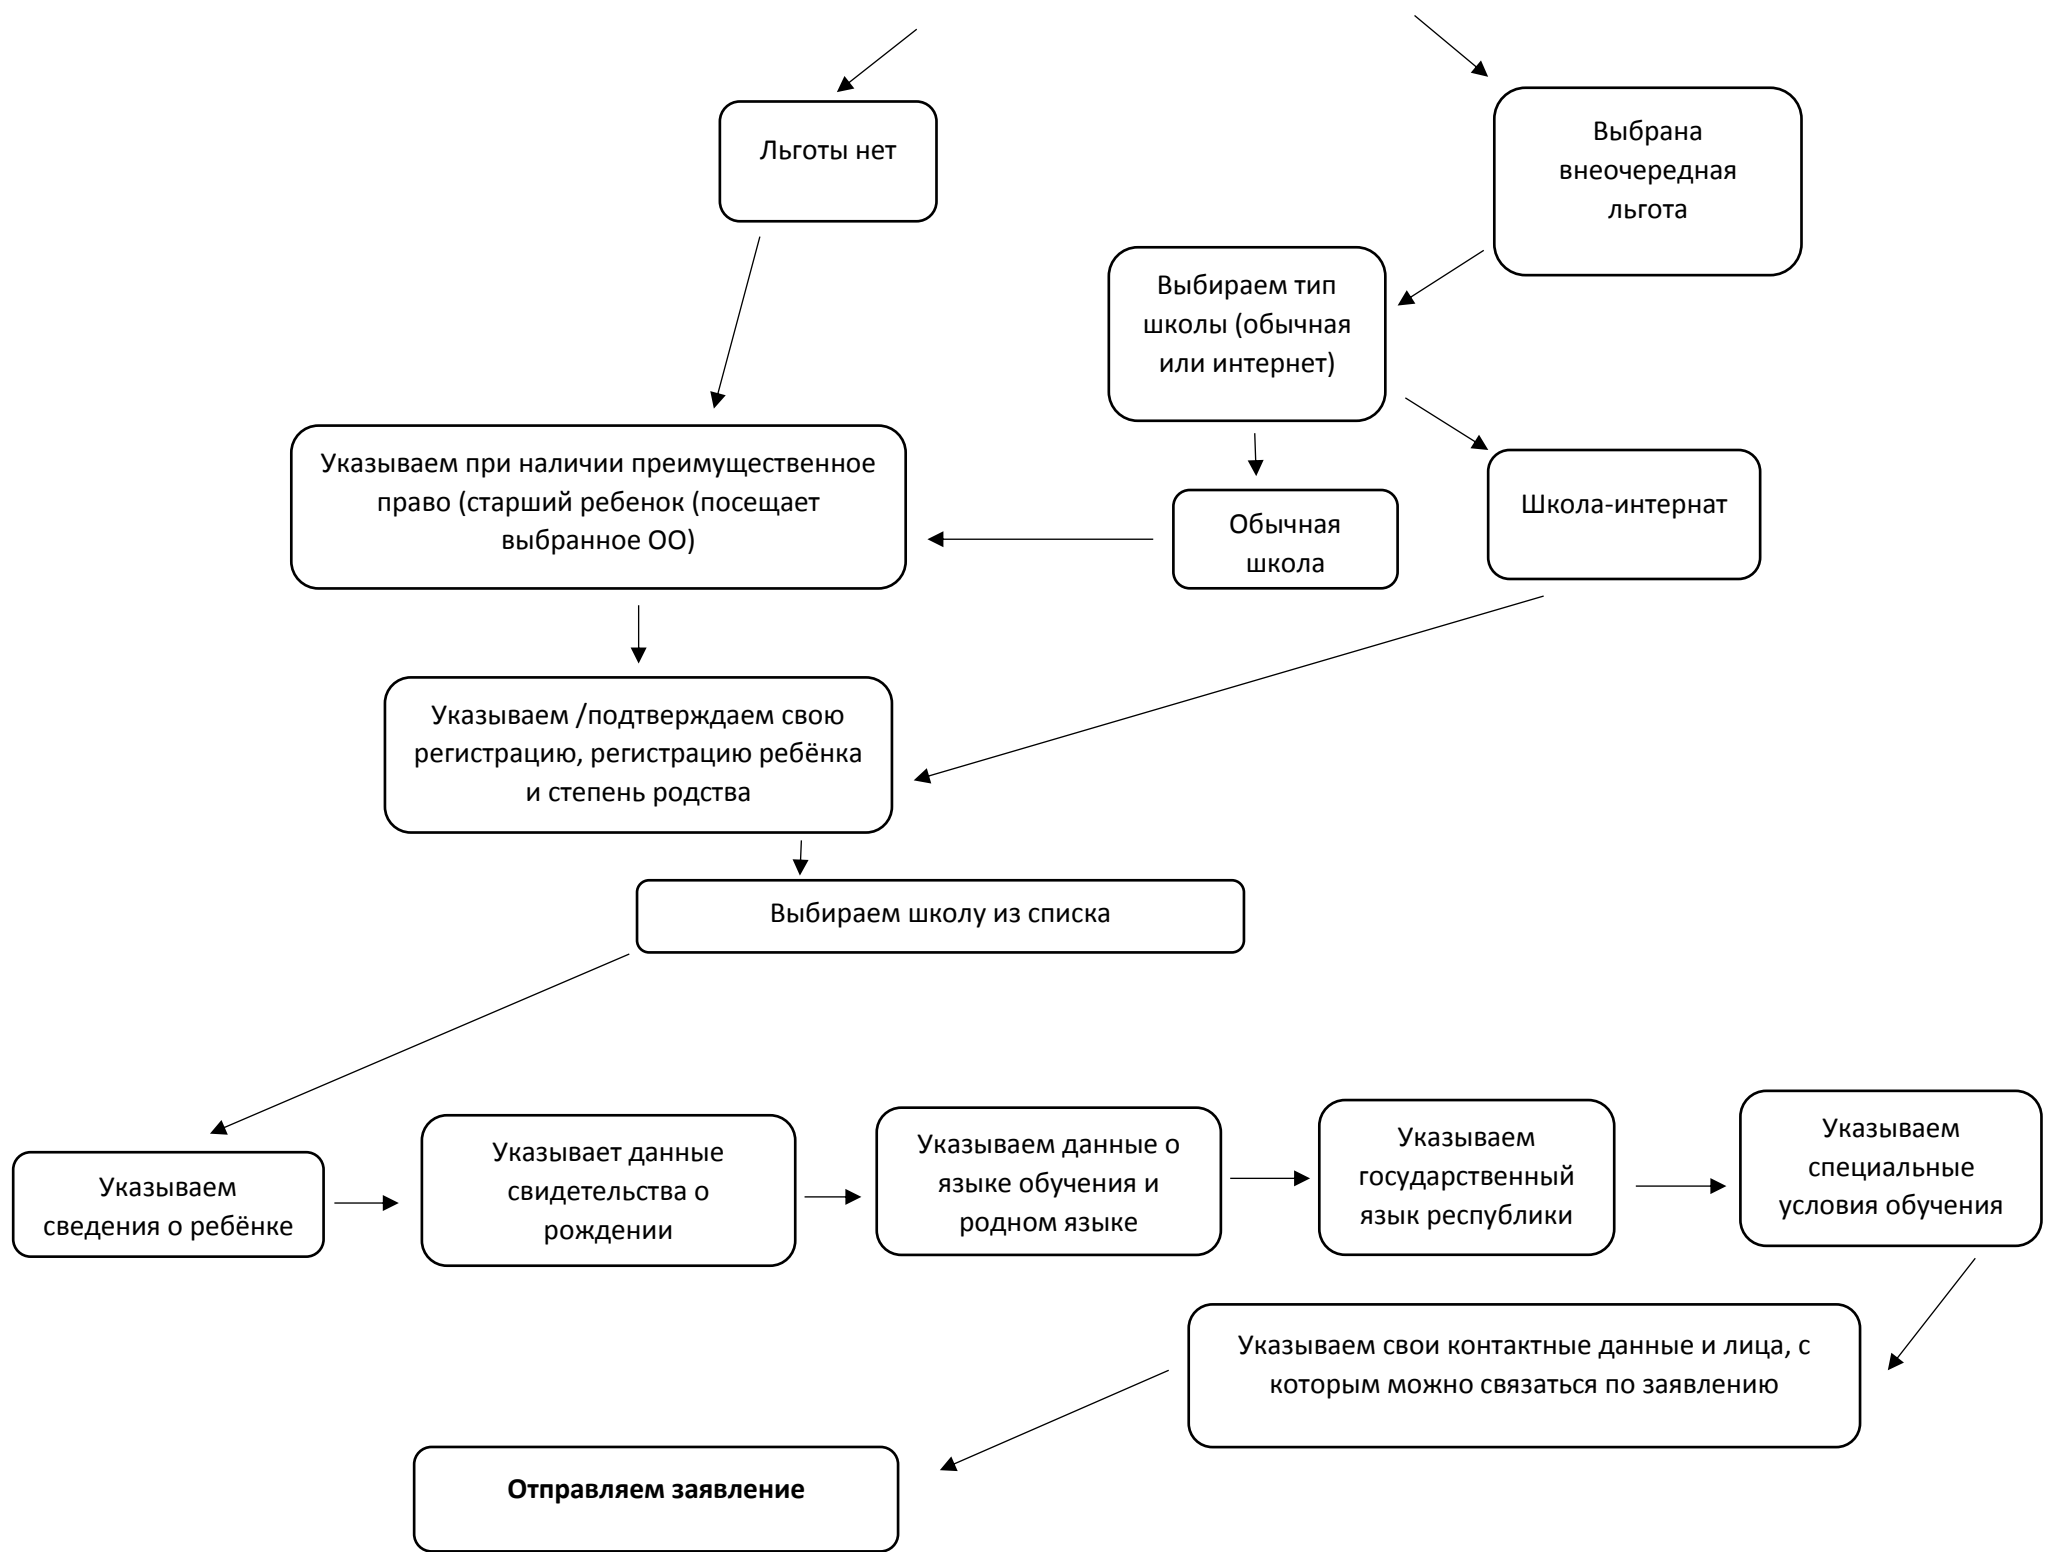 Льготы нет
Выбрана
внеочередная
льгота
Выбираем тип
школы (обычная
или интернет)
Указываем при наличии преимущественное
право (старший ребенок (посещает
выбранное ОО)
Обычная
школа
Школа-интернат
Указываем /подтверждаем свою
регистрацию, регистрацию ребёнка
и степень родства
Выбираем школу из списка
Указываем
сведения о ребёнке
Указывает данные
свидетельства о
рождении
Указываем данные о
языке обучения и
родном языке
Указываем
государственный
язык республики
Указываем
специальные
условия обучения
Указываем свои контактные данные и лица, с
которым можно связаться по заявлению
Отправляем заявление